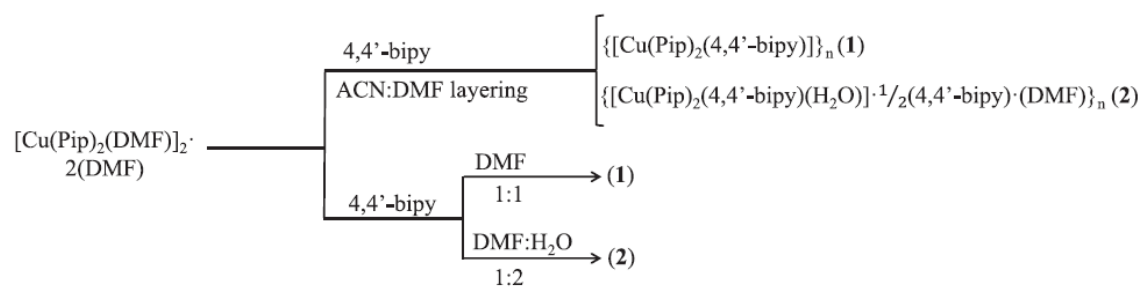 4,4'-bipy
ACN:DMF layering
{[Cu(Pip)₂(4,4'-bipy)]}ₙ (1)
{[Cu(Pip)₂(4,4'-bipy)(H₂O)]·¹/₂(4,4'-bipy)·(DMF)}ₙ (2)
[Cu(Pip)₂(DMF)]₂·
2(DMF)
4,4'-bipy
DMF
1:1
(1)
DMF:H₂O
1:2
(2)